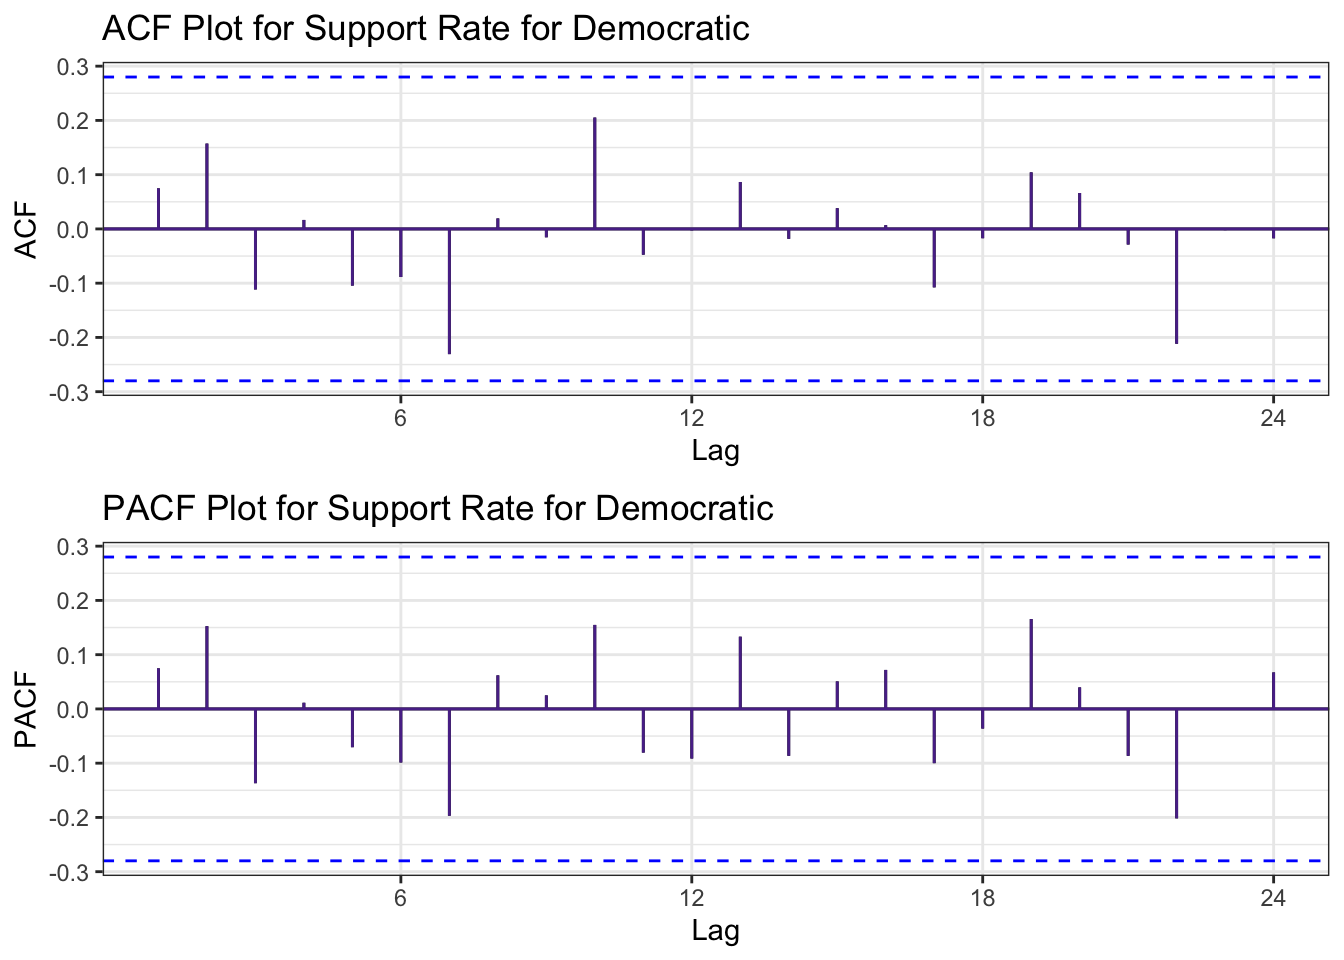 ACF Plot for Support Rate for Democratic
0.3
0.2
0.1
0.0
-0.1
-0.2
-0.3
ACF
6 12 18 24
Lag
PACF Plot for Support Rate for Democratic
0.3
0.2
0.1
0.0
-0.1
-0.2
-0.3
PACF
6 12 18 24
Lag